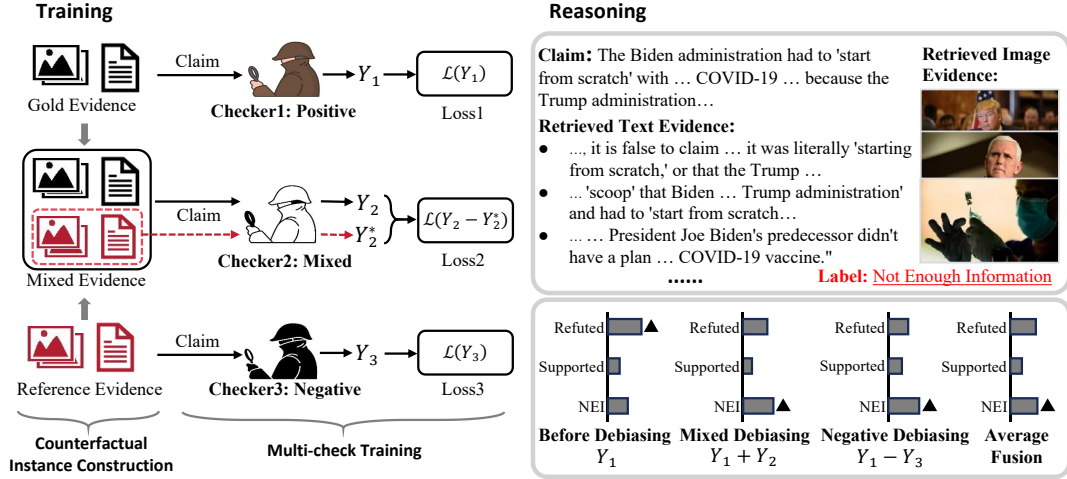 Training
Gold Evidence
Claim
Checker1: Positive
Y₁
ℒ(Y₁)
Loss1
Mixed Evidence
Claim
Checker2: Mixed
Y₂
Y₂*
ℒ(Y₂ − Y₂*)
Loss2
Reference Evidence
Claim
Checker3: Negative
Y₃
ℒ(Y₃)
Loss3
Counterfactual
Instance Construction
Multi-check Training
Reasoning
Claim: The Biden administration had to 'start
from scratch' with … COVID-19 … because the
Trump administration…
Retrieved Text Evidence:
● ..., it is false to claim … it was literally 'starting
from scratch,' or that the Trump …
● ... 'scoop' that Biden … Trump administration'
and had to 'start from scratch…
● ... … President Joe Biden's predecessor didn't
have a plan … COVID-19 vaccine."
......
Retrieved Image
Evidence:
Label: Not Enough Information
Refuted
Supported
NEI
Before Debiasing
Y₁
Refuted
Supported
NEI
Mixed Debiasing
Y₁ + Y₂
Refuted
Supported
NEI
Negative Debiasing
Y₁ − Y₃
Refuted
Supported
NEI
Average
Fusion